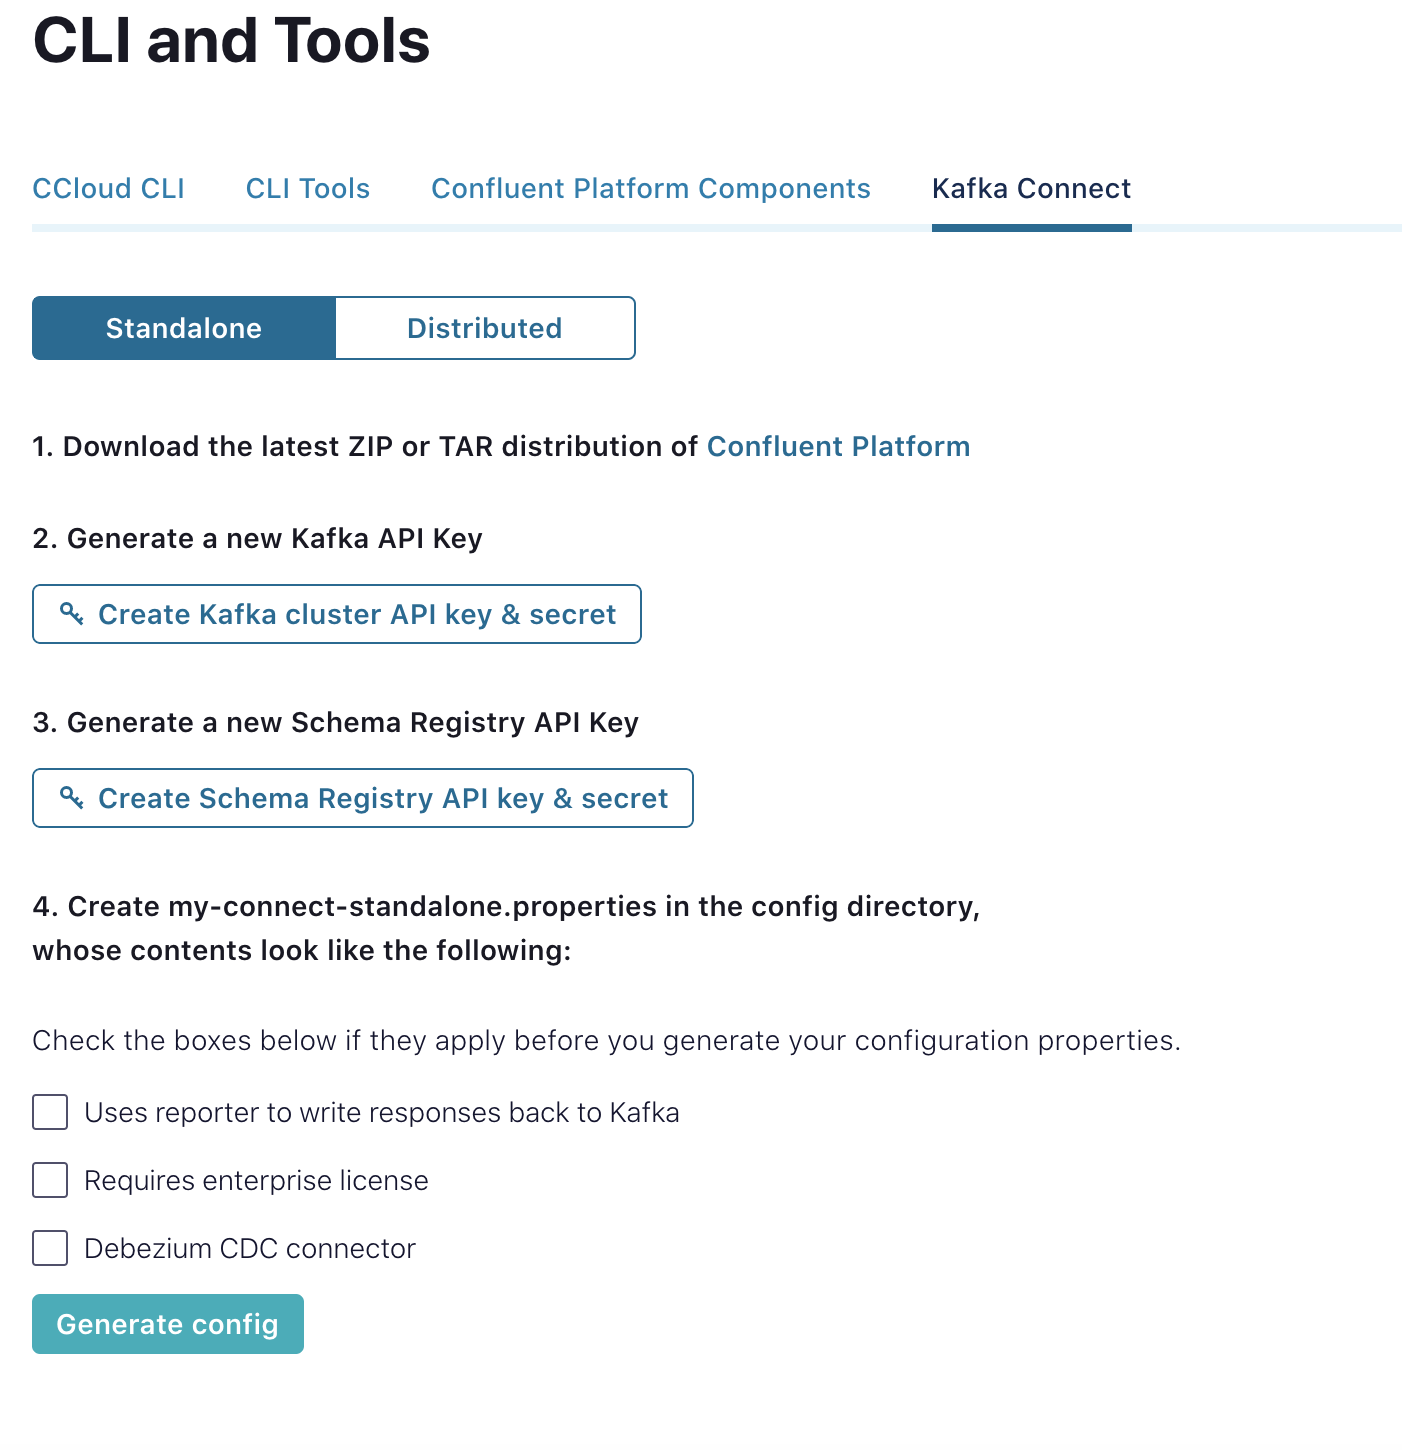 CLI and Tools
CCloud CLI CLI Tools Confluent Platform Components Kafka Connect
Standalone Distributed
1. Download the latest ZIP or TAR distribution of Confluent Platform
2. Generate a new Kafka API Key
Create Kafka cluster API key & secret
3. Generate a new Schema Registry API Key
Create Schema Registry API key & secret
4. Create my-connect-standalone.properties in the config directory,
whose contents look like the following:
Check the boxes below if they apply before you generate your configuration properties.
Uses reporter to write responses back to Kafka
Requires enterprise license
Debezium CDC connector
Generate config